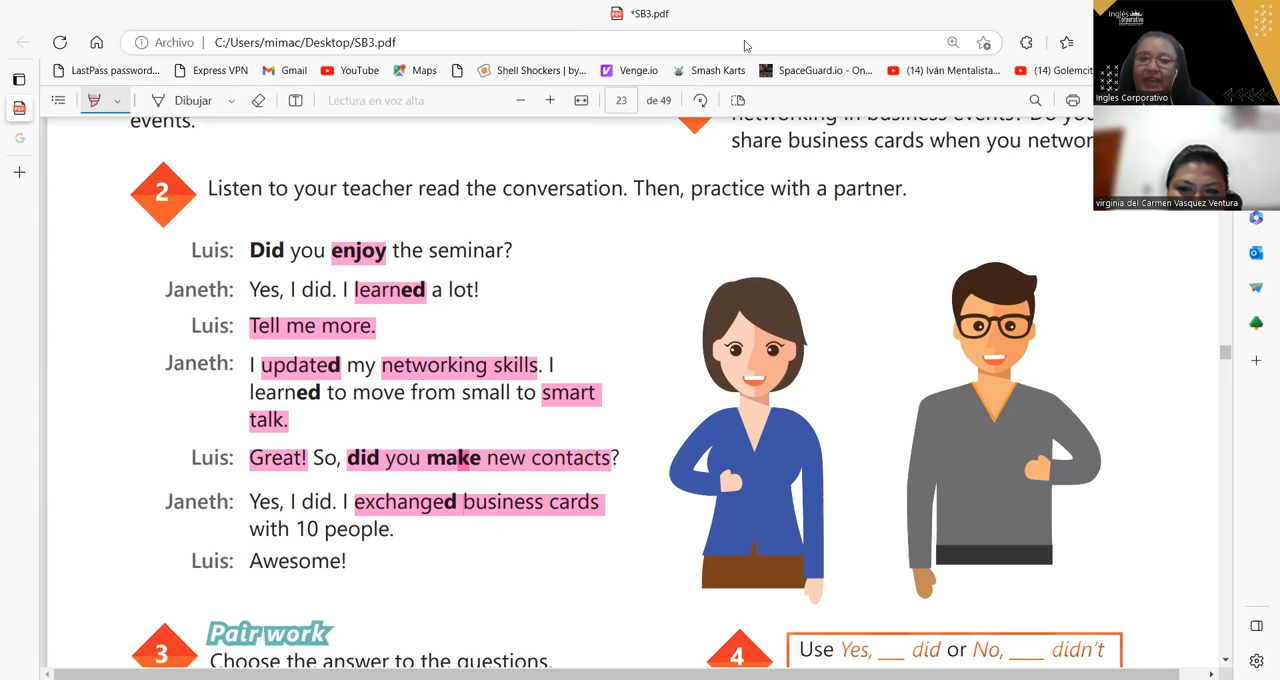 *SB3.pdf
Archivo
C:/Users/mimac/Desktop/SB3.pdf
LastPass password...
Express VPN
Gmail
YouTube
Maps
Shell Shockers | by...
Venge.io
Smash Karts
SpaceGuard.io - On...
(14) Iván Mentalista...
(14) Golemcit
Dibujar
Lectura en voz alta
23
de 49
Inglés
Corporativo
Ingles Corporativo
virginia del Carmen Vasquez Ventura
events.
networking in business events? Do you
share business cards when you networ
2
Listen to your teacher read the conversation. Then, practice with a partner.
Luis: Did you enjoy the seminar?
Janeth: Yes, I did. I learned a lot!
Luis: Tell me more.
Janeth: I updated my networking skills. I
learned to move from small to smart
talk.
Luis: Great! So, did you make new contacts?
Janeth: Yes, I did. I exchanged business cards
with 10 people.
Luis: Awesome!
3
Pair work
Choose the answer to the questions.
4
Use Yes, ___ did or No, ____ didn't